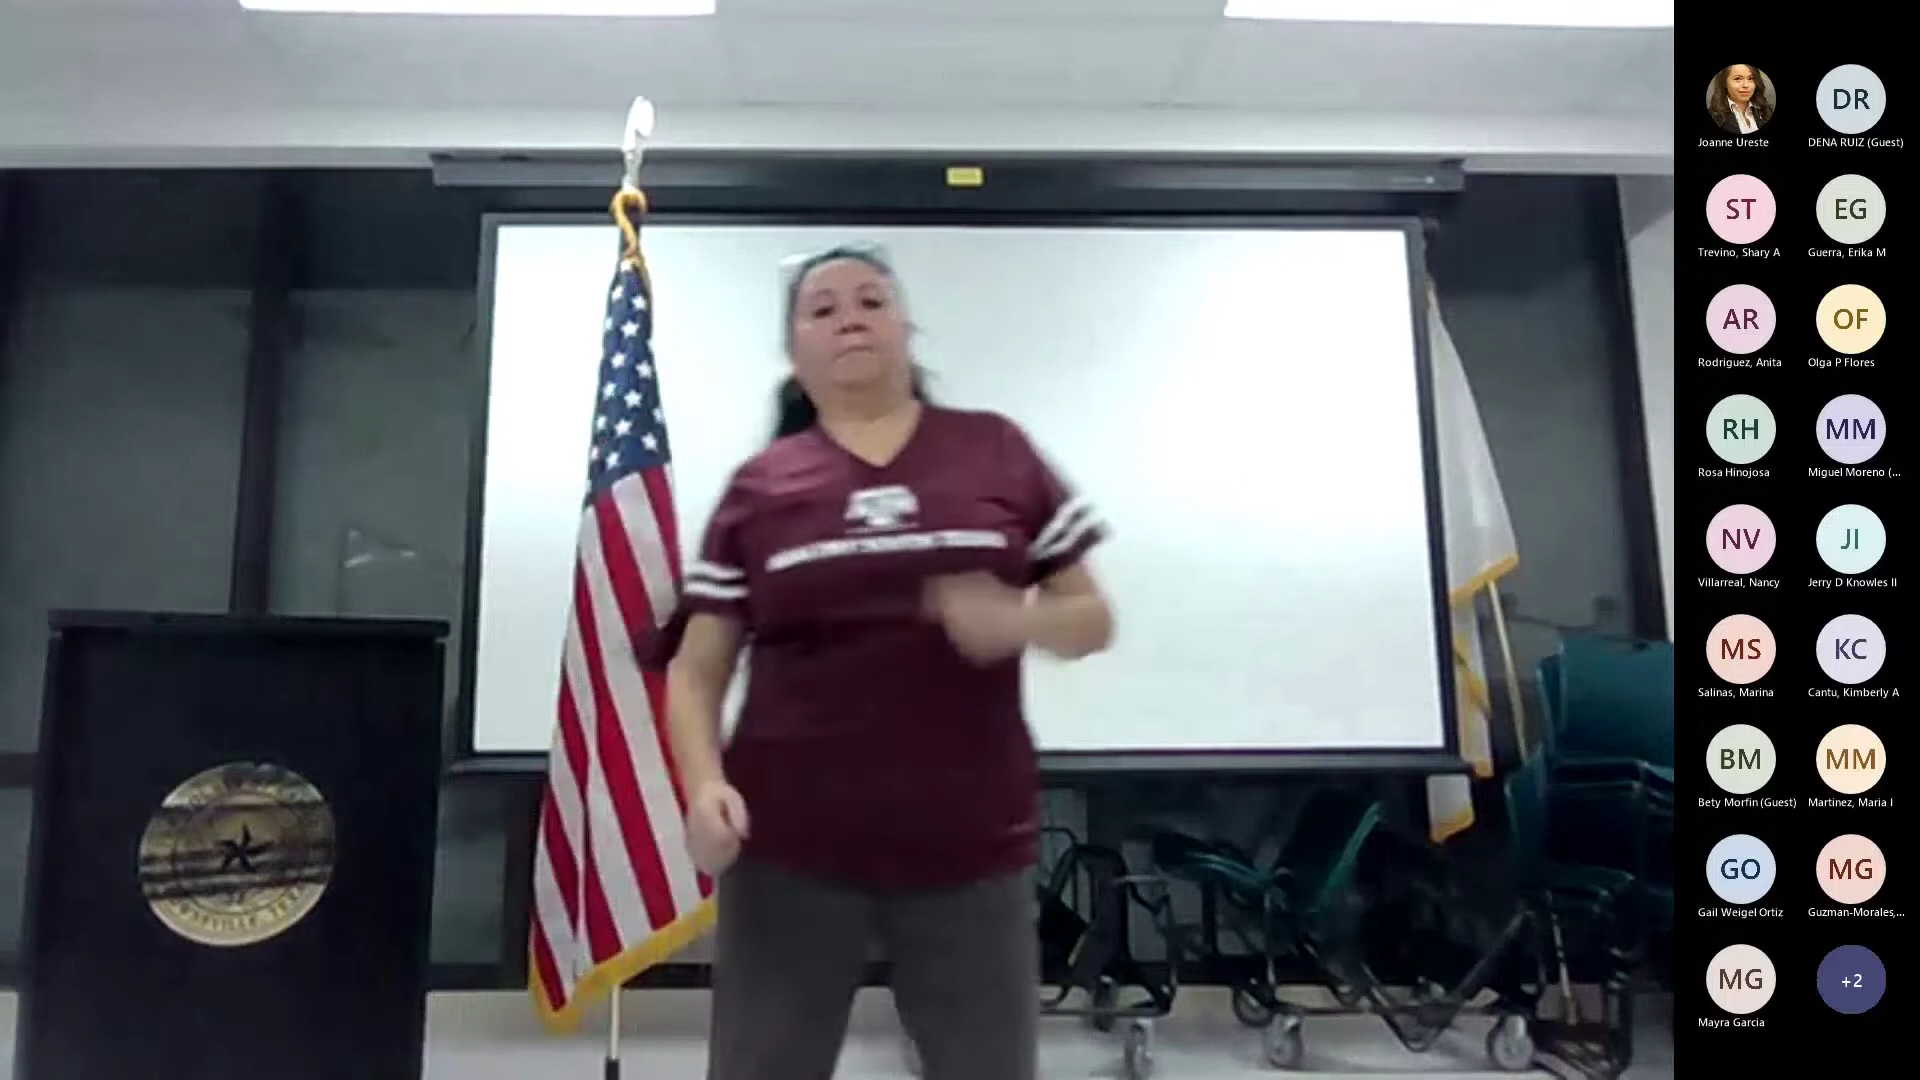 DR
Joanne Ureste
DENA RUIZ (Guest)
ST
EG
Trevino, Shary A
Guerra, Erika M
AR
OF
Rodriguez, Anita
Olga P Flores
RH
MM
Rosa Hinojosa
Miguel Moreno (...
NV
JI
Villarreal, Nancy
Jerry D Knowles II
MS
KC
Salinas, Marina
Cantu, Kimberly A
BM
MM
Bety Morfin (Guest)
Martinez, Maria I
GO
MG
Gail Weigel Ortiz
Guzman-Morales,...
MG
+2
Mayra Garcia